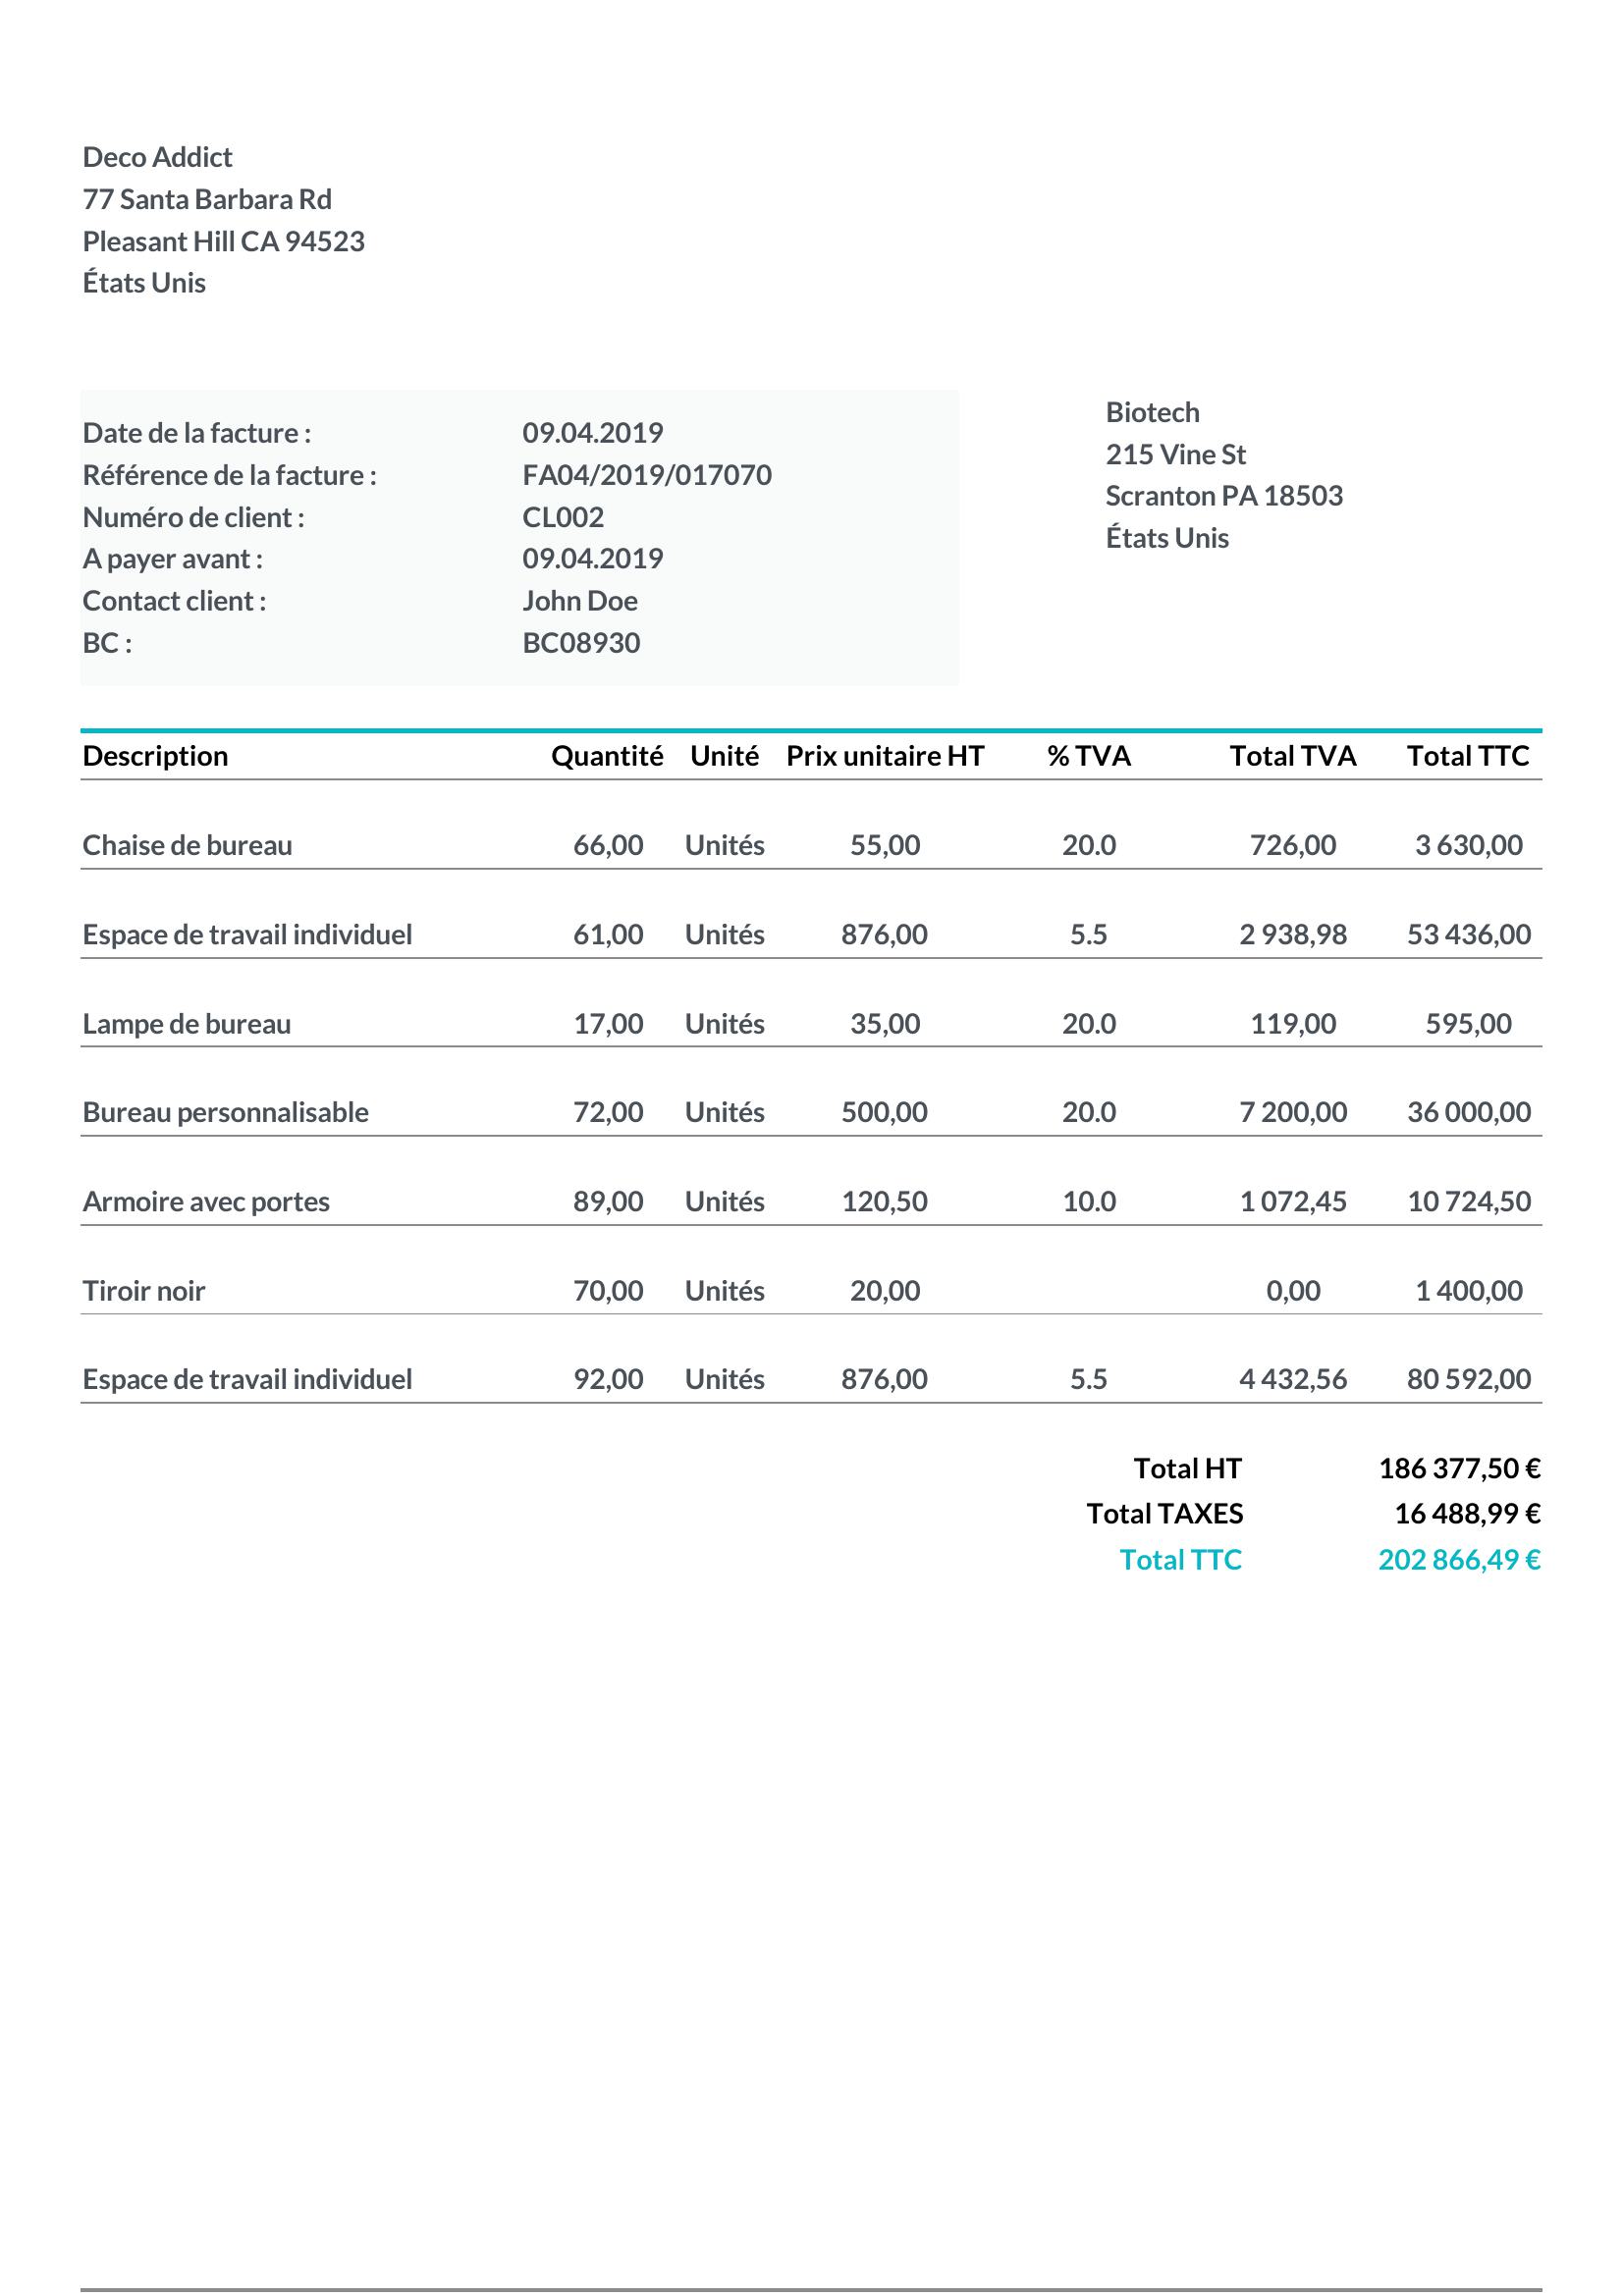 Deco Addict
77 Santa Barbara Rd
Pleasant Hill CA 94523
États Unis
Date de la facture : 09.04.2019
Référence de la facture : FA04/2019/017070
Numéro de client : CL002
A payer avant : 09.04.2019
Contact client : John Doe
BC : BC08930
Biotech
215 Vine St
Scranton PA 18503
États Unis
Description Quantité Unité Prix unitaire HT % TVA Total TVA Total TTC
Chaise de bureau 66,00 Unités 55,00 20.0 726,00 3 630,00
Espace de travail individuel 61,00 Unités 876,00 5.5 2 938,98 53 436,00
Lampe de bureau 17,00 Unités 35,00 20.0 119,00 595,00
Bureau personnalisable 72,00 Unités 500,00 20.0 7 200,00 36 000,00
Armoire avec portes 89,00 Unités 120,50 10.0 1 072,45 10 724,50
Tiroir noir 70,00 Unités 20,00 0,00 1 400,00
Espace de travail individuel 92,00 Unités 876,00 5.5 4 432,56 80 592,00
Total HT 186 377,50 €
Total TAXES 16 488,99 €
Total TTC 202 866,49 €